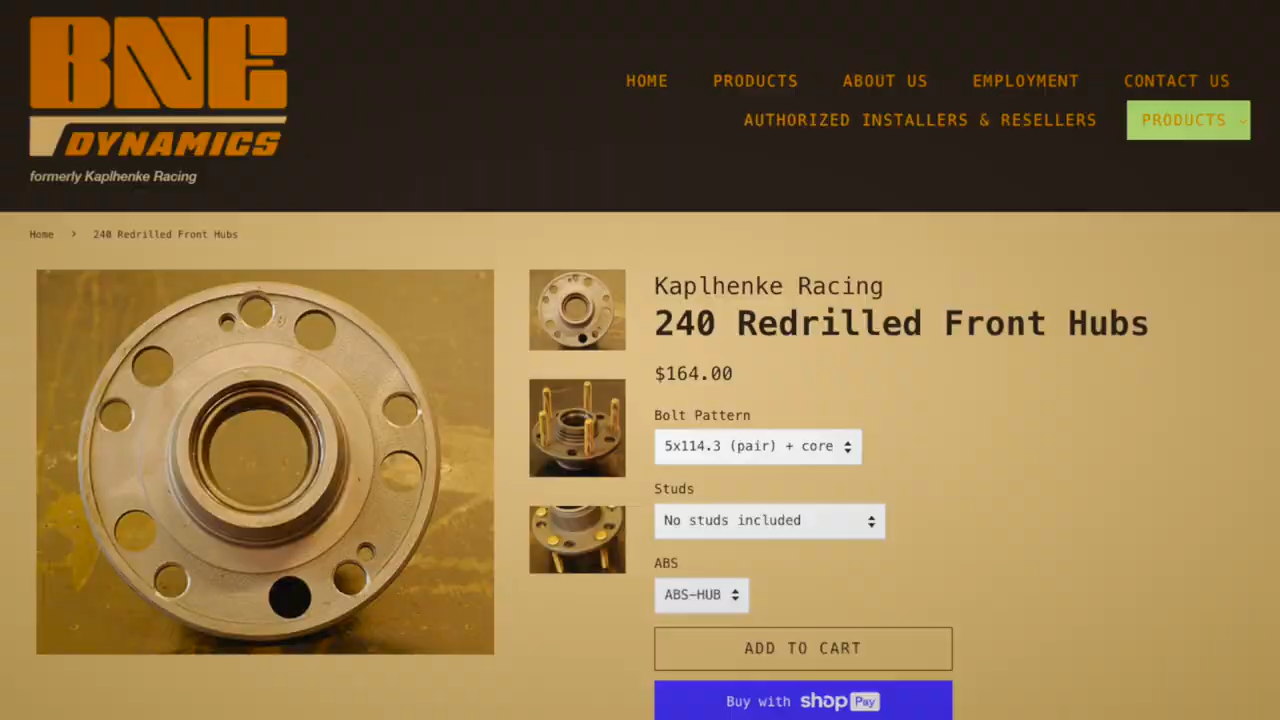 BNE
DYNAMICS
formerly Kaplhenke Racing
HOME PRODUCTS ABOUT US EMPLOYMENT CONTACT US
AUTHORIZED INSTALLERS & RESELLERS PRODUCTS
Home > 240 Redrilled Front Hubs
Kaplhenke Racing
240 Redrilled Front Hubs
$164.00
Bolt Pattern
5x114.3 (pair) + core
Studs
No studs included
ABS
ABS-HUB
ADD TO CART
Buy with shop Pay